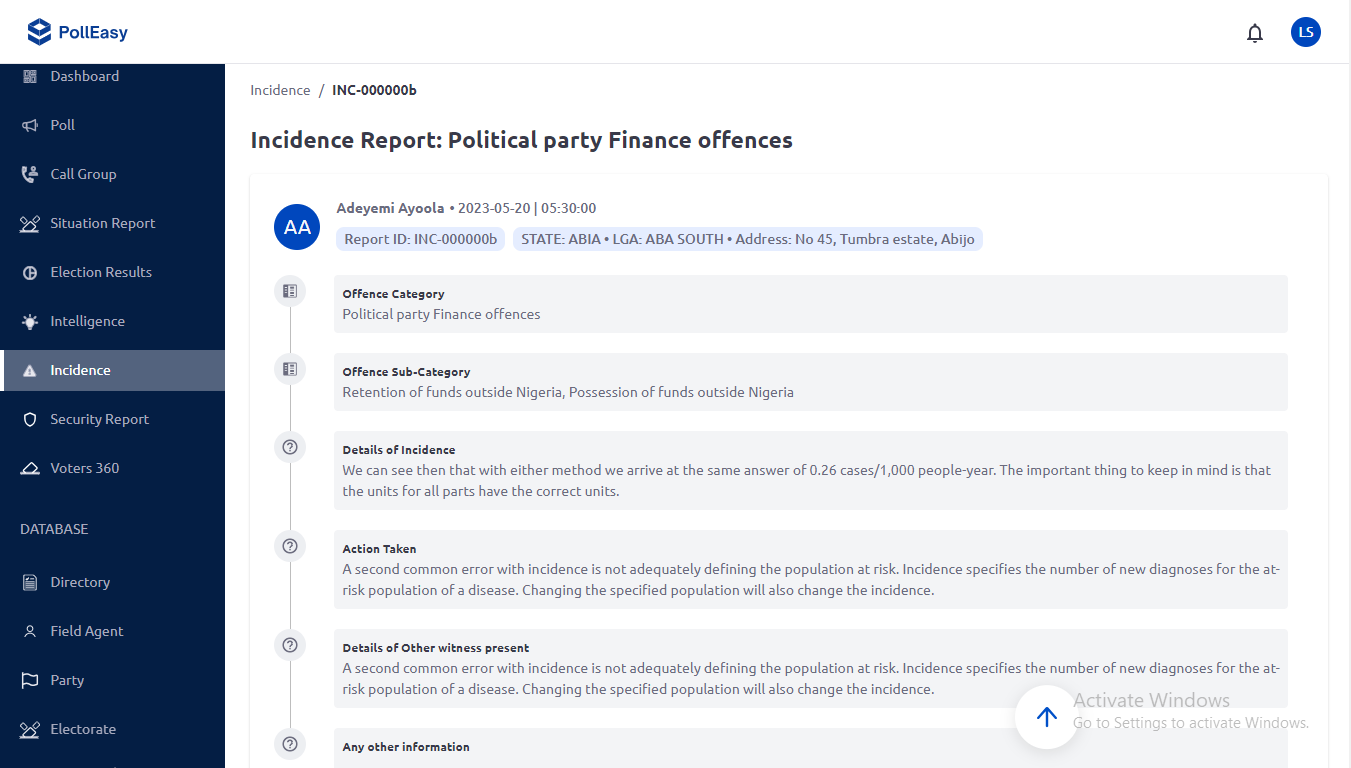 PollEasy
LS
Dashboard
Poll
Call Group
Situation Report
Election Results
Intelligence
Incidence
Security Report
Voters 360
DATABASE
Directory
Field Agent
Party
Electorate
Incidence / INC-000000b
Incidence Report: Political party Finance offences
AA
Adeyemi Ayoola • 2023-05-20 | 05:30:00
Report ID: INC-000000b STATE: ABIA • LGA: ABA SOUTH • Address: No 45, Tumbra estate, Abijo
Offence Category
Political party Finance offences
Offence Sub-Category
Retention of funds outside Nigeria, Possession of funds outside Nigeria
Details of Incidence
We can see then that with either method we arrive at the same answer of 0.26 cases/1,000 people-year. The important thing to keep in mind is that
the units for all parts have the correct units.
Action Taken
A second common error with incidence is not adequately defining the population at risk. Incidence specifies the number of new diagnoses for the at-
risk population of a disease. Changing the specified population will also change the incidence.
Details of Other witness present
A second common error with incidence is not adequately defining the population at risk. Incidence specifies the number of new diagnoses for the at-
risk population of a disease. Changing the specified population will also change the incidence.
Any other information
Activate Windows
Go to Settings to activate Windows.